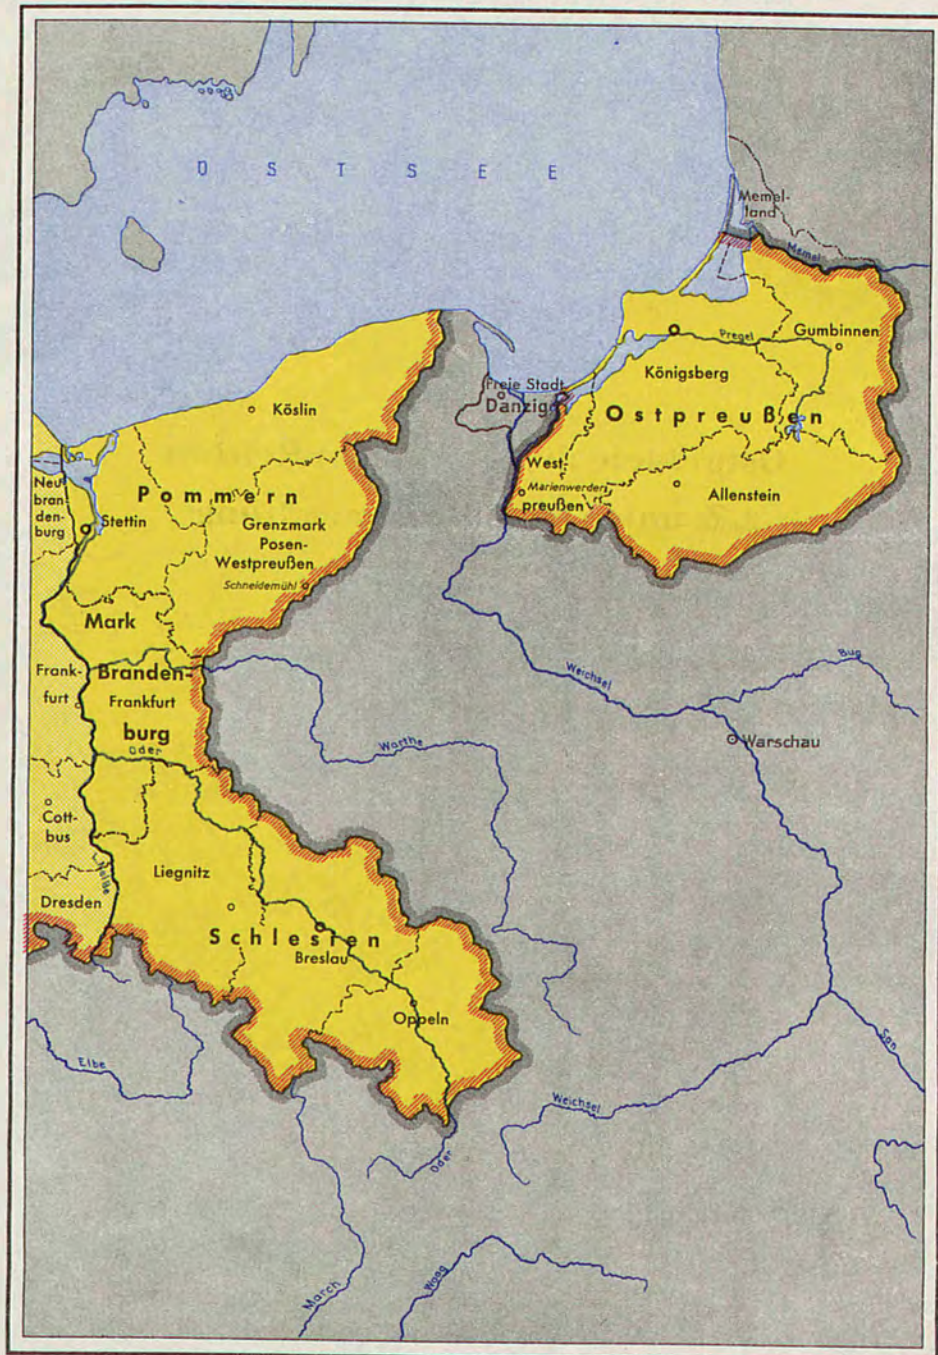 OSTSEE
Memel-
land
Memel
Gumbinnen
Pregel
Königsberg
Ostpreußen
Freie Stadt
Danzig
Köslin
West-
Marienwerder
preußen
Allenstein
Neu
bran
den-
burg
Stettin
Pommern
Grenzmark
Posen-
Westpreußen
Schneidemühl
Mark
Branden-
burg
Frank-
furt
Frankfurt
Oder
Weichsel
Bug
Warschau
Warthe
Cott-
bus
Neiße
Dresden
Liegnitz
Schlesien
Breslau
Oppeln
Elbe
Weichsel
San
Oder
March
Waag